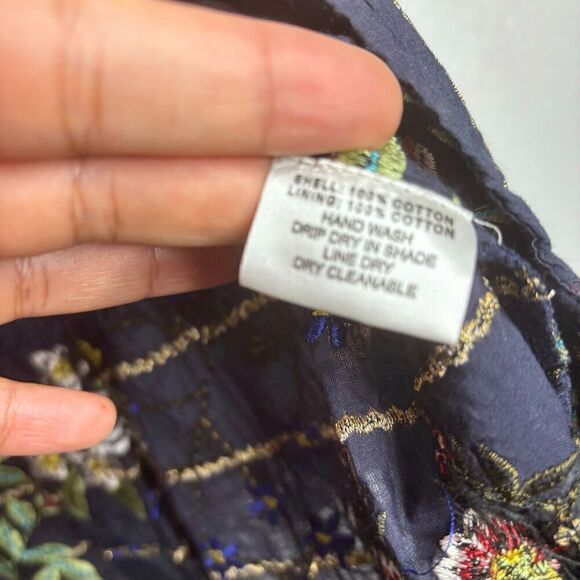 SHELL: 100% COTTON
LINING: 100% COTTON
HAND WASH
DRIP DRY IN SHADE
LINE DRY
DRY CLEANABLE